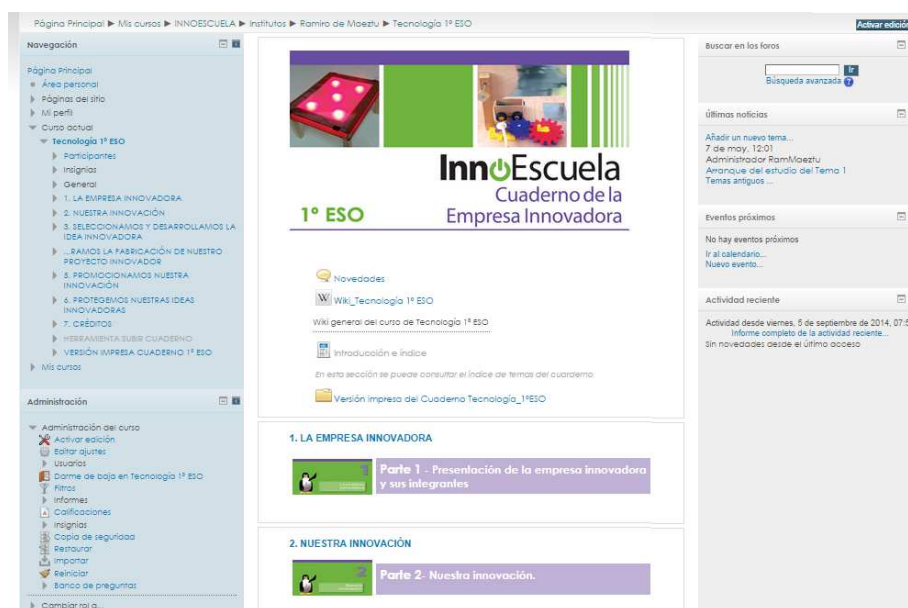 Página Principal ► Mis cursos ► INNOESCUELA ► Institutos ► Ramiro de Maeztu ► Tecnología 1º ESO
Activar edición
Navegación
Página Principal
Área personal
Páginas del sitio
Mi perfil
Curso actual
Tecnología 1º ESO
Participantes
Insignias
General
1. LA EMPRESA INNOVADORA
2. NUESTRA INNOVACIÓN
3. SELECCIONAMOS Y DESARROLLAMOS LA
IDEA INNOVADORA
...RAMOS LA FABRICACIÓN DE NUESTRO
PROYECTO INNOVADOR
5. PROMOCIONAMOS NUESTRA
INNOVACIÓN
6. PROTEGEMOS NUESTRAS IDEAS
INNOVADORAS
7. CRÉDITOS
HERRAMIENTA SUBIR CUADERNO
VERSIÓN IMPRESA CUADERNO 1º ESO
Mis cursos
Administración
Administración del curso
Activar edición
Editar ajustes
Usuarios
Darme de baja en Tecnología 1º ESO
Filtros
Informes
Calificaciones
Insignias
Copia de seguridad
Restaurar
Importar
Reiniciar
Banco de preguntas
Cambiar rol a...
InnoEscuela
Cuaderno de la
1º ESO Empresa Innovadora
Novedades
W Wiki_Tecnología 1º ESO
Wiki general del curso de Tecnología 1º ESO
Introducción e índice
En esta sección se puede consultar el índice de temas del cuarderno.
Versión impresa del Cuaderno Tecnología_1ºESO
1. LA EMPRESA INNOVADORA
1
Parte 1 - Presentación de la empresa innovadora
y sus integrantes
2. NUESTRA INNOVACIÓN
2
Parte 2- Nuestra innovación.
Buscar en los foros
Ir
Búsqueda avanzada ?
Últimas noticias
Añadir un nuevo tema...
7 de may, 12:01
Administrador RamMaeztu
Arranque del estudio del Tema 1
Temas antiguos ...
Eventos próximos
No hay eventos próximos
Ir al calendario...
Nuevo evento...
Actividad reciente
Actividad desde viernes, 5 de septiembre de 2014, 07:5
Informe completo de la actividad reciente...
Sin novedades desde el último acceso